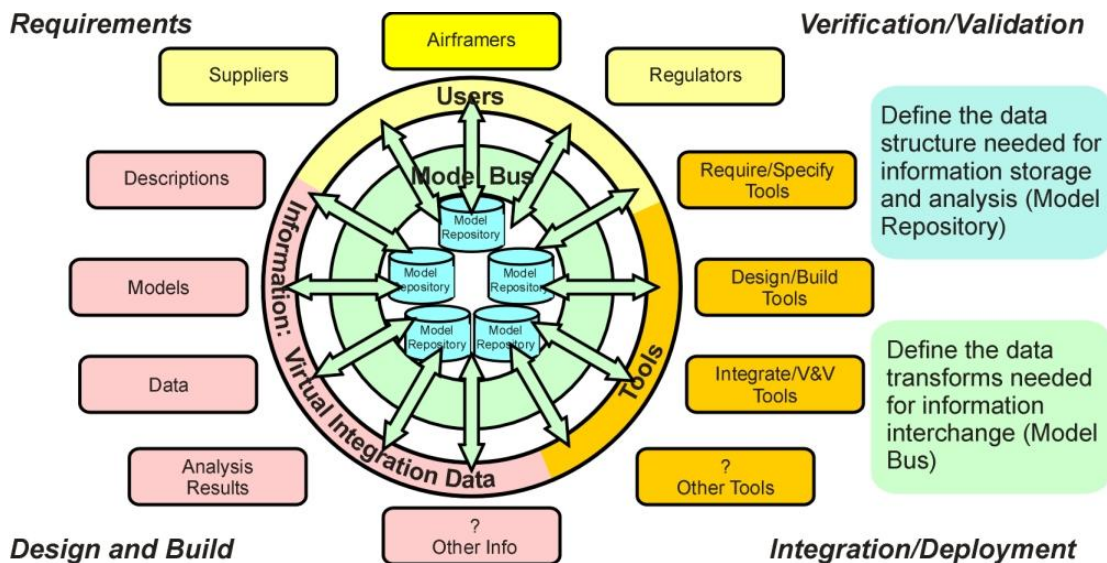 Requirements
Verification/Validation
Airframers
Suppliers
Regulators
Users
Define the data
structure needed for
information storage
and analysis (Model
Repository)
Descriptions
Model Bus
Require/Specify
Tools
Model
Repository
Model
Repository
Model
Repository
Models
Design/Build
Tools
Information: Virtual Integration Data
Tools
Model
Repository
Model
Repository
Data
Integrate/V&V
Tools
Define the data
transforms needed
for information
interchange (Model
Bus)
Analysis
Results
?
Other Tools
?
Other Info
Design and Build
Integration/Deployment